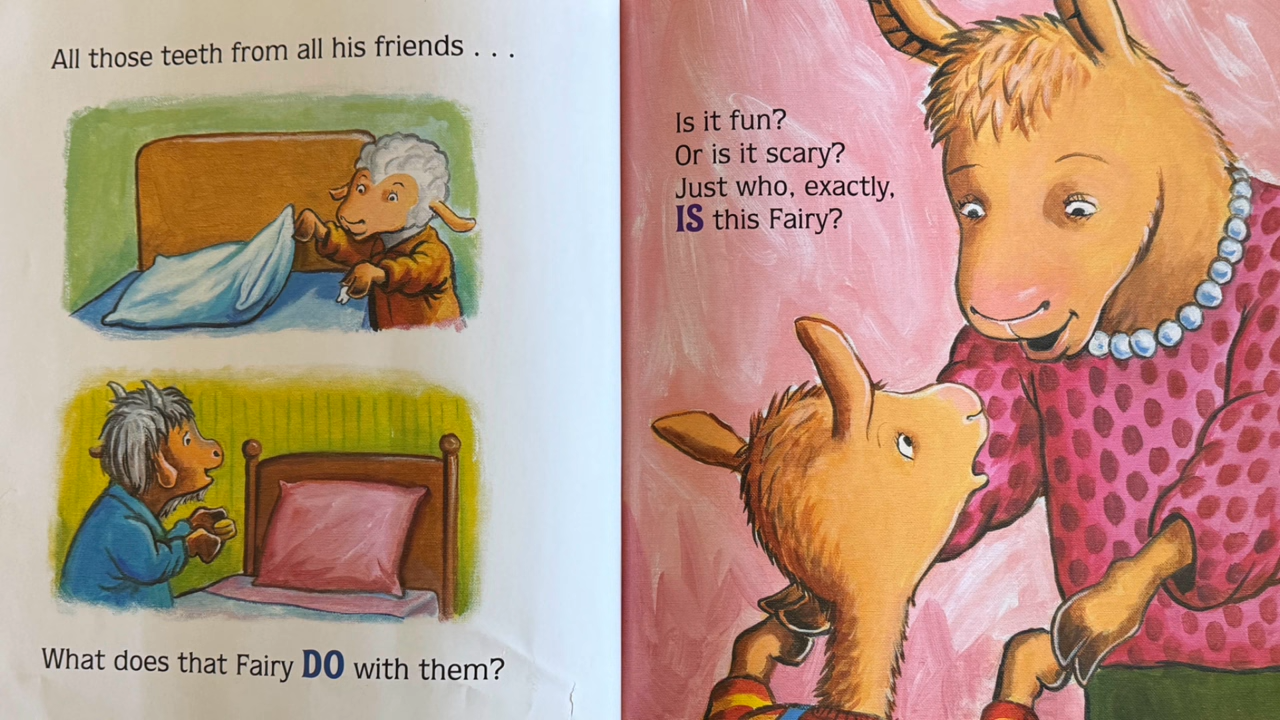 All those teeth from all his friends . . .
What does that Fairy DO with them?
Is it fun?
Or is it scary?
Just who, exactly,
IS this Fairy?